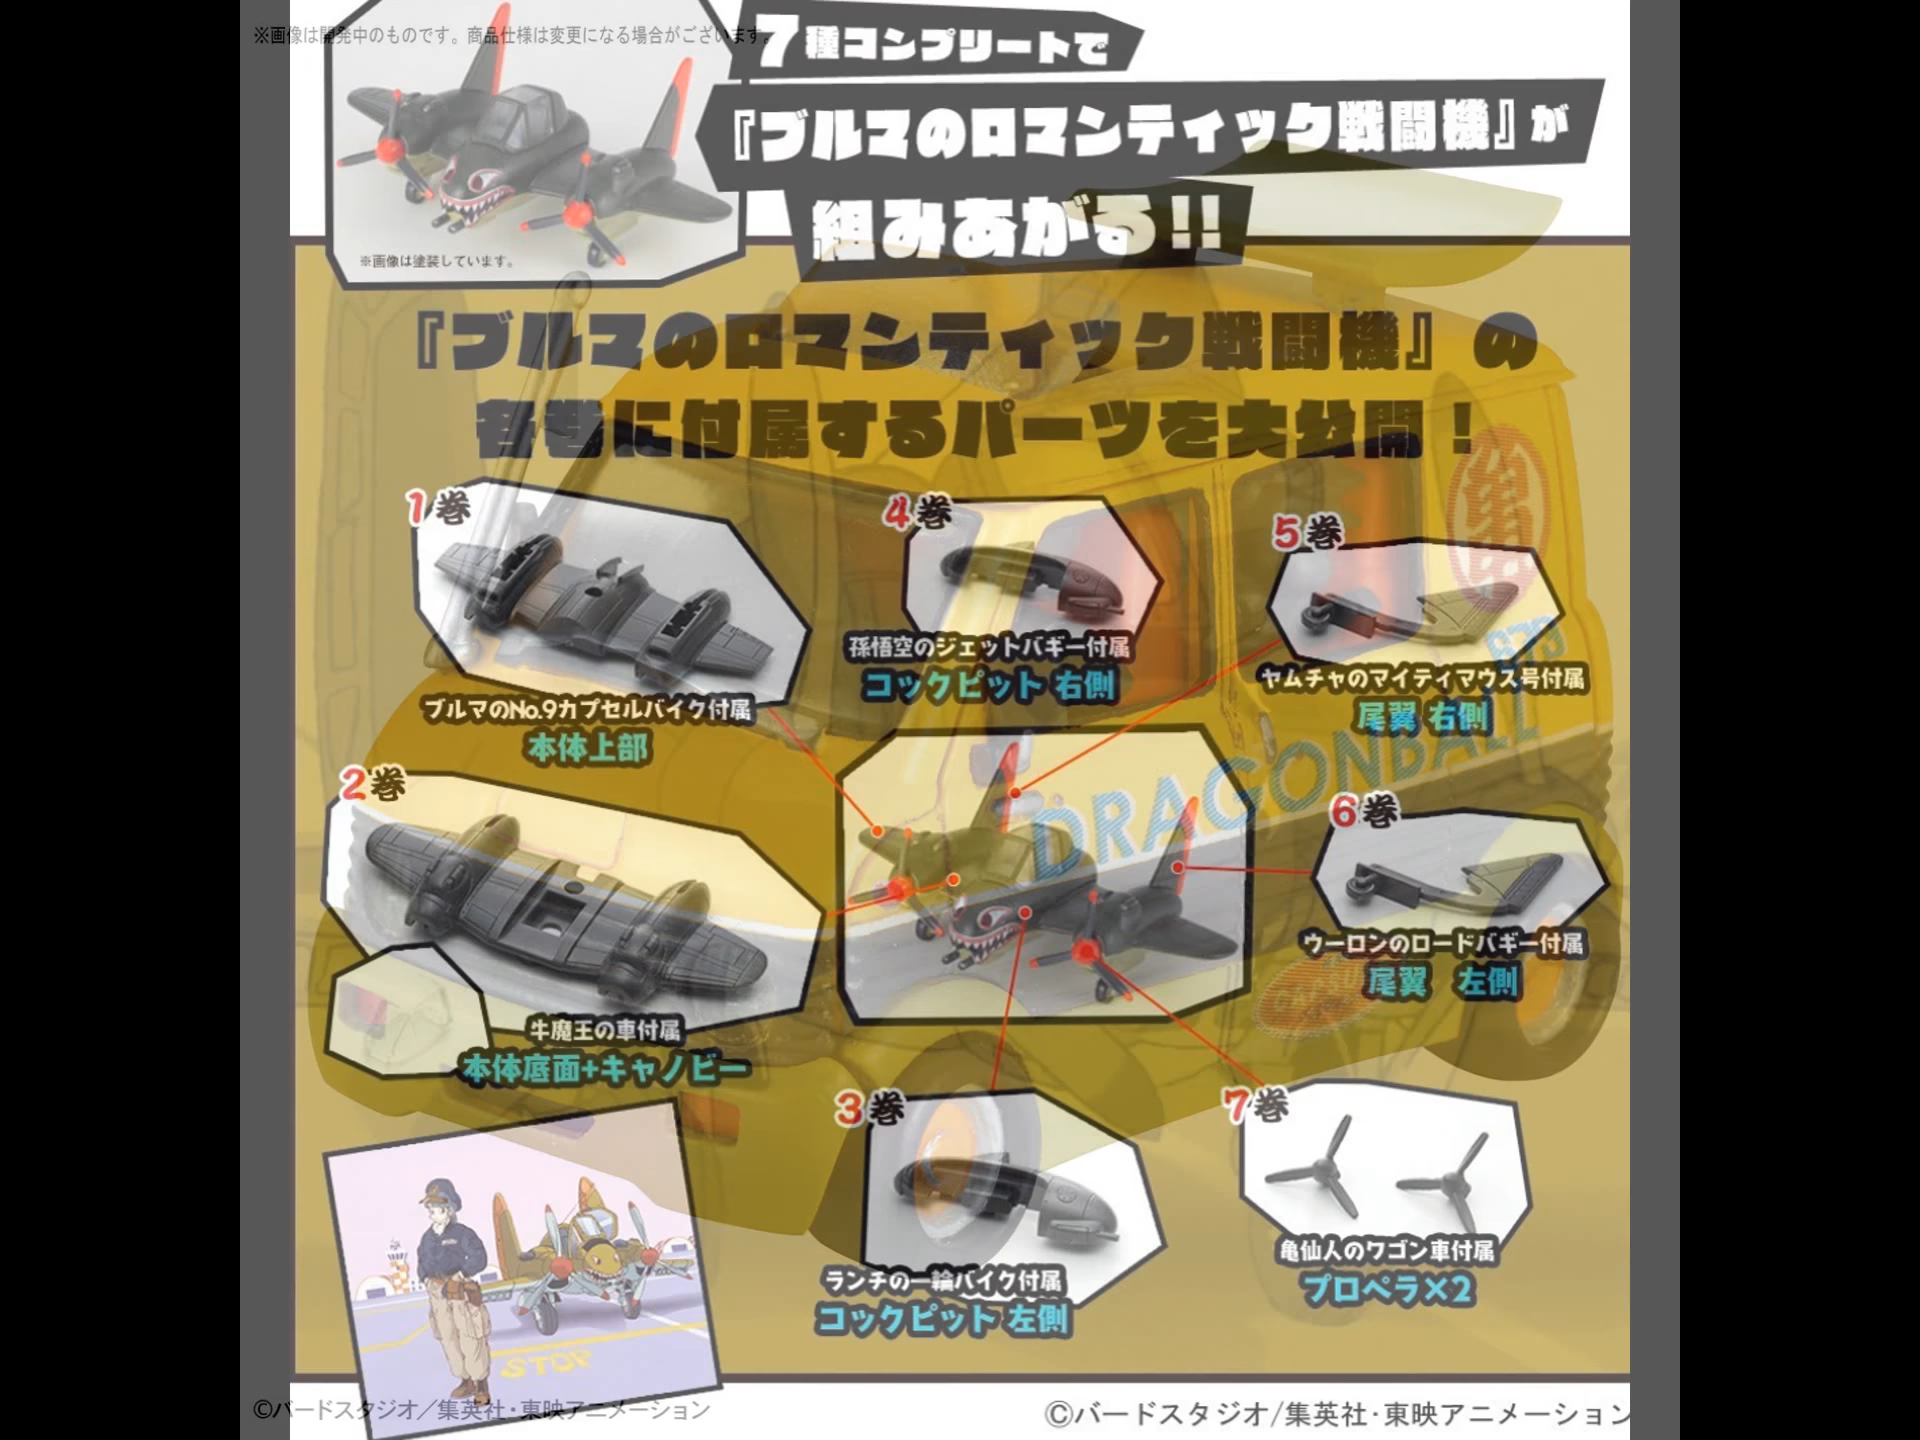 ※画像は開発中のものです。商品仕様は変更になる場合がございます。
7種コンプリートで
『ブルマのロマンティック戦闘機』が
組みあがる!!
※画像は塗装しています。
『ブルマのロマンティック戦闘機』の
各巻に付属するパーツを大公開！
1巻
ブルマのNo.9カプセルバイク付属
本体上部
4巻
孫悟空のジェットバギー付属
コックピット 右側
5巻
ヤムチャのマイティマウス号付属
尾翼 右側
亀
873
DRAGONBALL
2巻
牛魔王の車付属
本体底面+キャノピー
6巻
ウーロンのロードバギー付属
尾翼 左側
3巻
ランチの一輪バイク付属
コックピット 左側
7巻
亀仙人のワゴン車付属
プロペラ×2
STOP
©バードスタジオ／集英社・東映アニメーション
©バードスタジオ/集英社・東映アニメーション